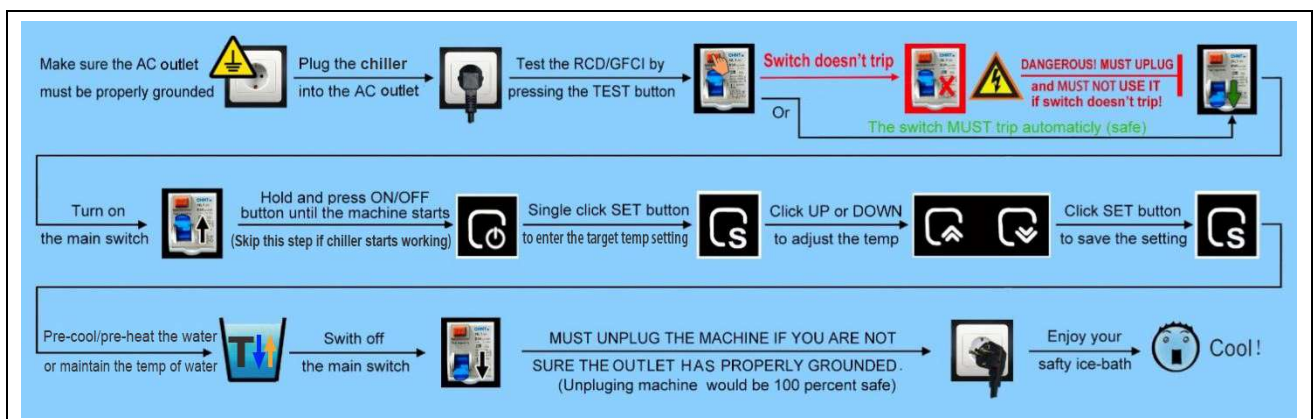 Make sure the AC outlet
must be properly grounded
Plug the chiller
into the AC outlet
Test the RCD/GFCI by
pressing the TEST button
Switch doesn't trip
DANGEROUS! MUST UPLUG
and MUST NOT USE IT
if switch doesn't trip!
Or
The switch MUST trip automaticly (safe)
Turn on
the main switch
Hold and press ON/OFF
button until the machine starts
(Skip this step if chiller starts working)
Single click SET button
to enter the target temp setting
S
Click UP or DOWN
to adjust the temp
Click SET button
to save the setting
S
Pre-cool/pre-heat the water
or maintain the temp of water
T
Swith off
the main switch
MUST UNPLUG THE MACHINE IF YOU ARE NOT
SURE THE OUTLET HAS PROPERLY GROUNDED.
(Unpluging machine would be 100 percent safe)
Enjoy your
safty ice-bath
Cool!